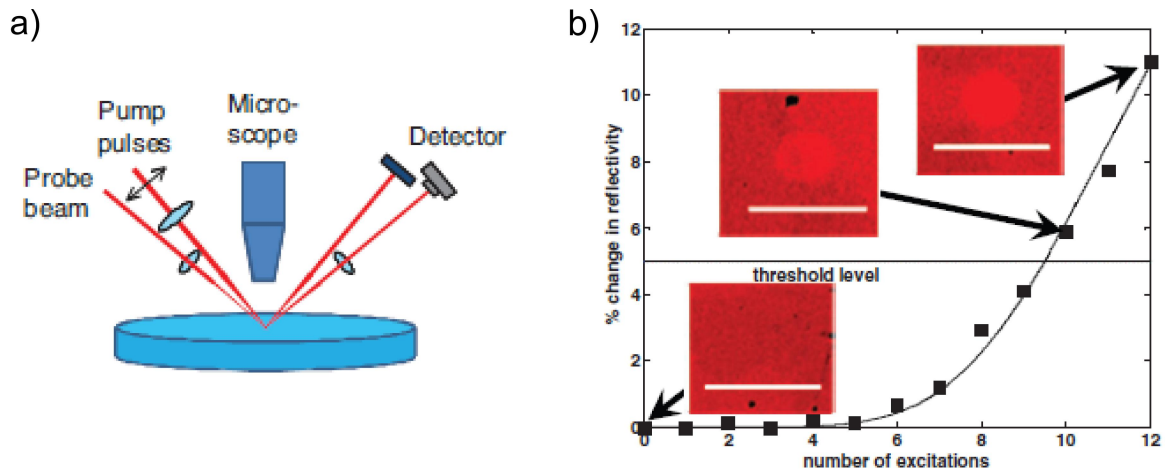 a)
Pump
pulses
Probe
beam
Micro-
scope
Detector
b)
% change in reflectivity
12
10
8
6
4
2
0
threshold level
0 2 4 6 8 10 12
number of excitations